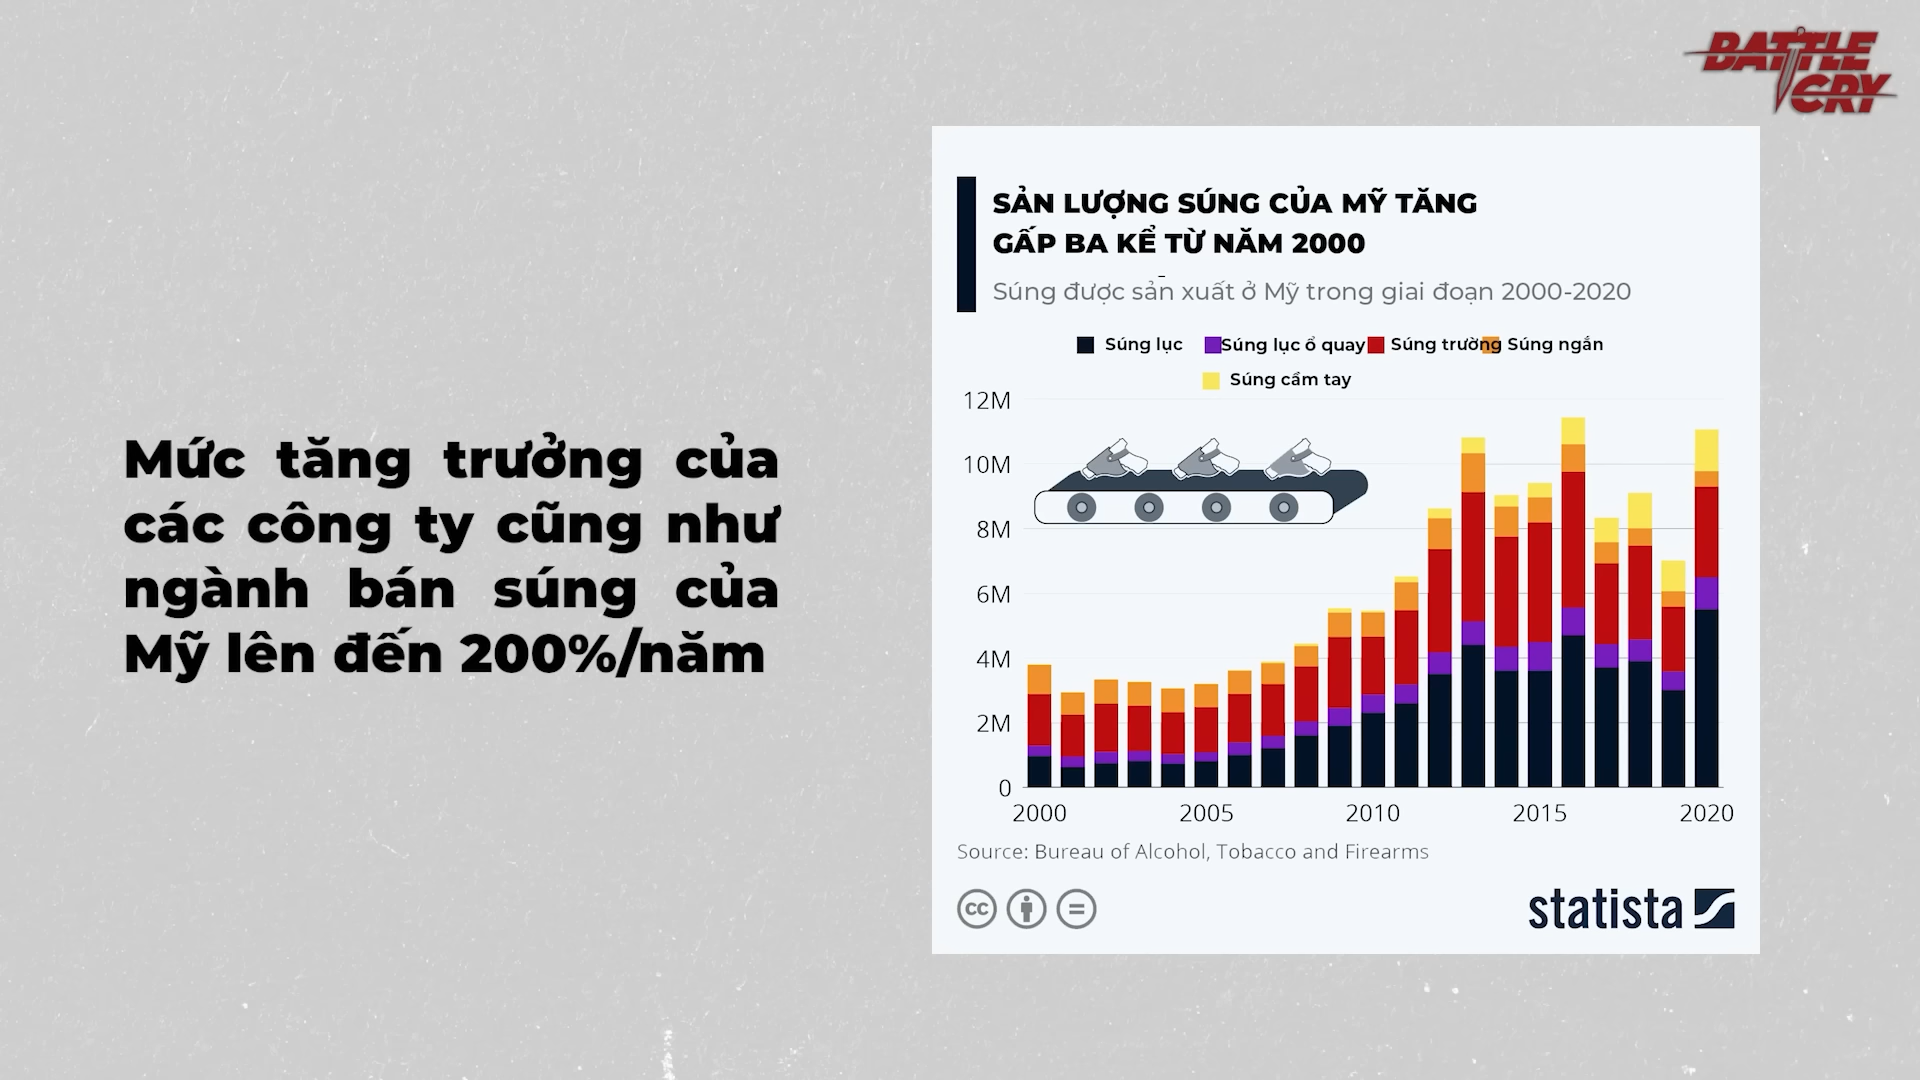 BATTLE
CRY
Mức tăng trưởng của
các công ty cũng như
ngành bán súng của
Mỹ lên đến 200%/năm
SẢN LƯỢNG SÚNG CỦA MỸ TĂNG
GẤP BA KỂ TỪ NĂM 2000
Súng được sản xuất ở Mỹ trong giai đoạn 2000-2020
Súng lục Súng lục ổ quay Súng trường Súng ngắn
Súng cầm tay
12M
10M
8M
6M
4M
2M
0
2000 2005 2010 2015 2020
Source: Bureau of Alcohol, Tobacco and Firearms
cc
statista